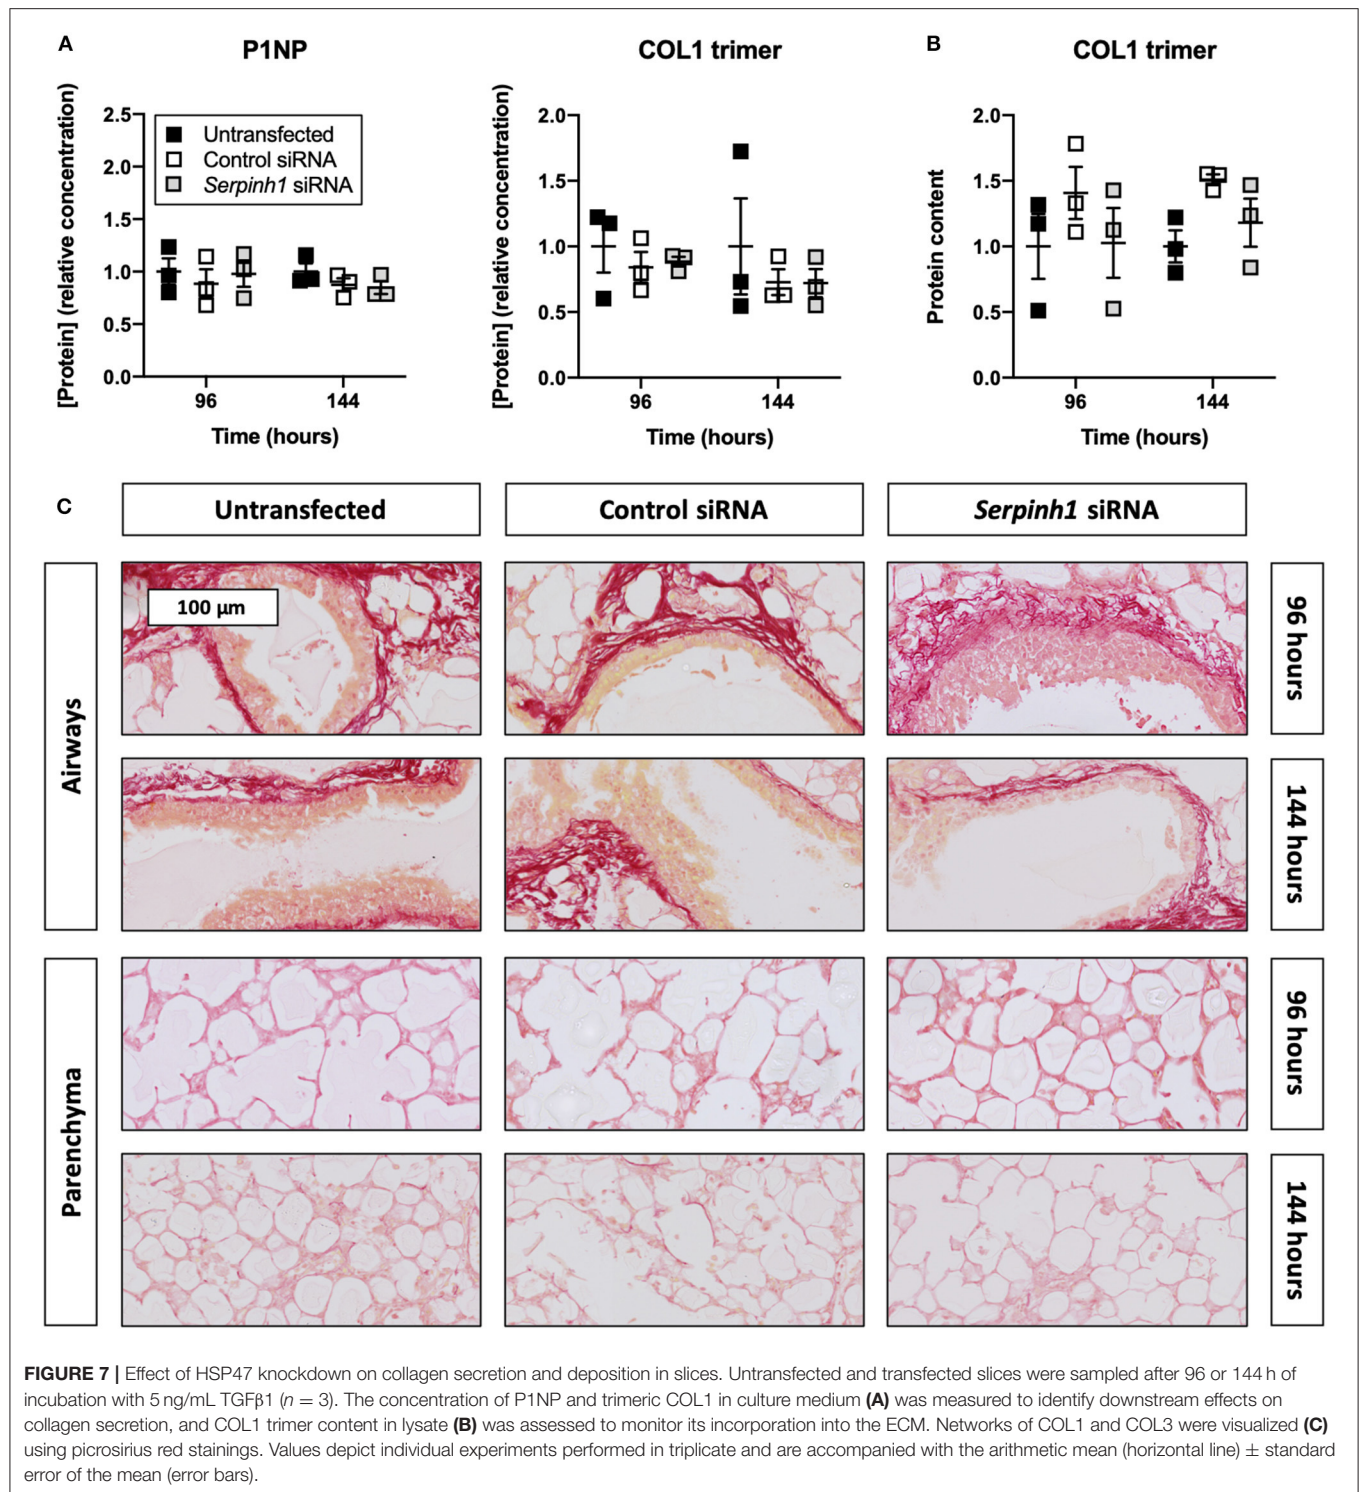 A
P1NP
[Protein] (relative concentration)
2.5
2.0
1.5
1.0
0.5
0.0
Untransfected
Control siRNA
Serpinh1 siRNA
96
144
Time (hours)
COL1 trimer
[Protein] (relative concentration)
2.0
1.5
1.0
0.5
0.0
96
144
Time (hours)
B
COL1 trimer
Protein content
2.0
1.5
1.0
0.5
0.0
96
144
Time (hours)
C
Untransfected
Control siRNA
Serpinh1 siRNA
Airways
100 µm
96 hours
144 hours
Parenchyma
96 hours
144 hours
FIGURE 7 | Effect of HSP47 knockdown on collagen secretion and deposition in slices. Untransfected and transfected slices were sampled after 96 or 144 h of
incubation with 5 ng/mL TGFβ1 (n = 3). The concentration of P1NP and trimeric COL1 in culture medium (A) was measured to identify downstream effects on
collagen secretion, and COL1 trimer content in lysate (B) was assessed to monitor its incorporation into the ECM. Networks of COL1 and COL3 were visualized (C)
using picrosirius red stainings. Values depict individual experiments performed in triplicate and are accompanied with the arithmetic mean (horizontal line) ± standard
error of the mean (error bars).